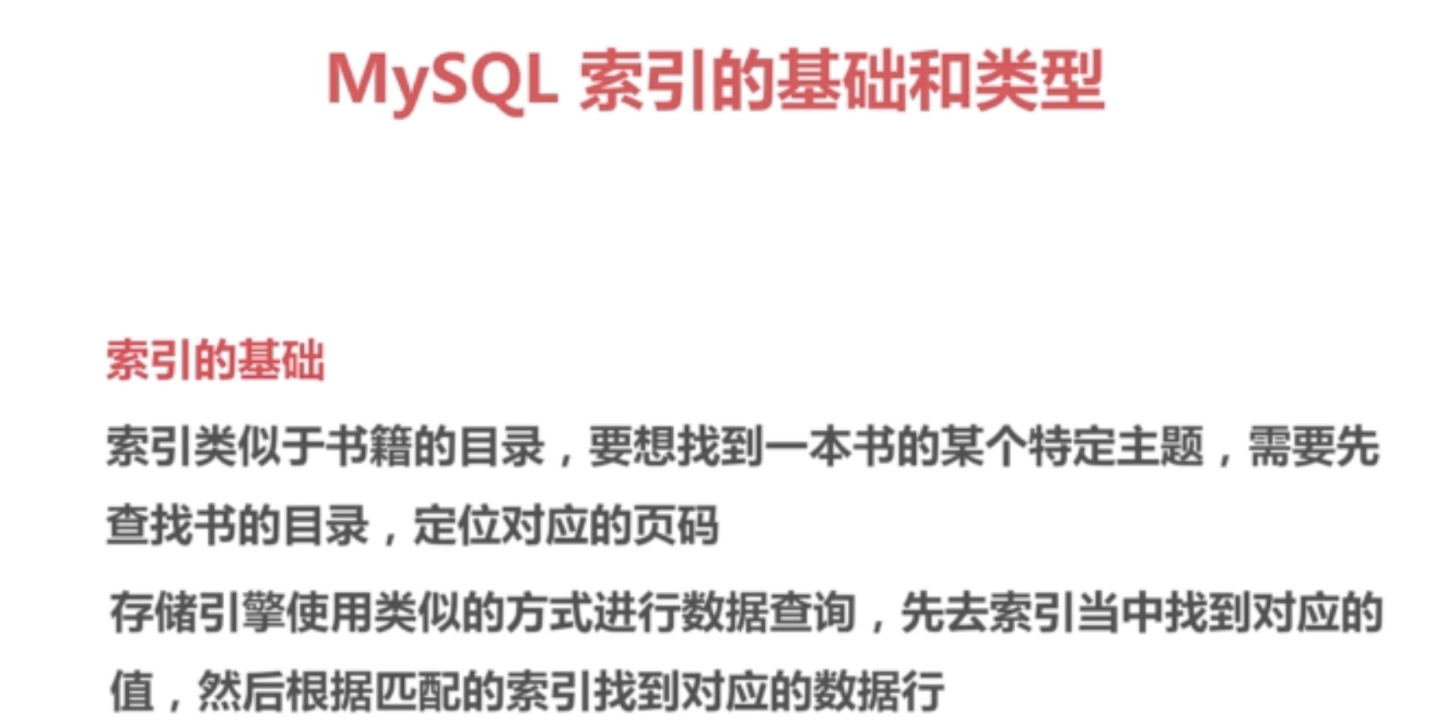 MySQL 索引的基础和类型
索引的基础
索引类似于书籍的目录，要想找到一本书的某个特定主题，需要先
查找书的目录，定位对应的页码
存储引擎使用类似的方式进行数据查询，先去索引当中找到对应的
值，然后根据匹配的索引找到对应的数据行